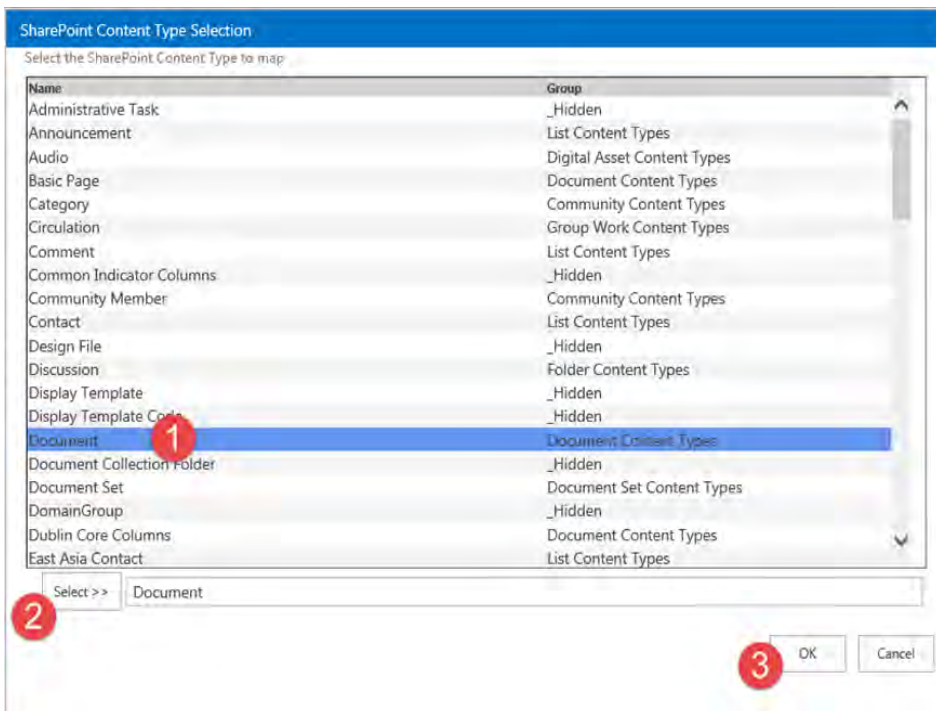 SharePoint Content Type Selection
Select the SharePoint Content Type to map
Name Group
Administrative Task _Hidden
Announcement List Content Types
Audio Digital Asset Content Types
Basic Page Document Content Types
Category Community Content Types
Circulation Group Work Content Types
Comment List Content Types
Common Indicator Columns _Hidden
Community Member Community Content Types
Contact List Content Types
Design File _Hidden
Discussion Folder Content Types
Display Template _Hidden
Display Template Code _Hidden
Document 1 Document Content Types
Document Collection Folder _Hidden
Document Set Document Set Content Types
DomainGroup _Hidden
Dublin Core Columns Document Content Types
East Asia Contact List Content Types
Select >> Document
2
3 OK Cancel